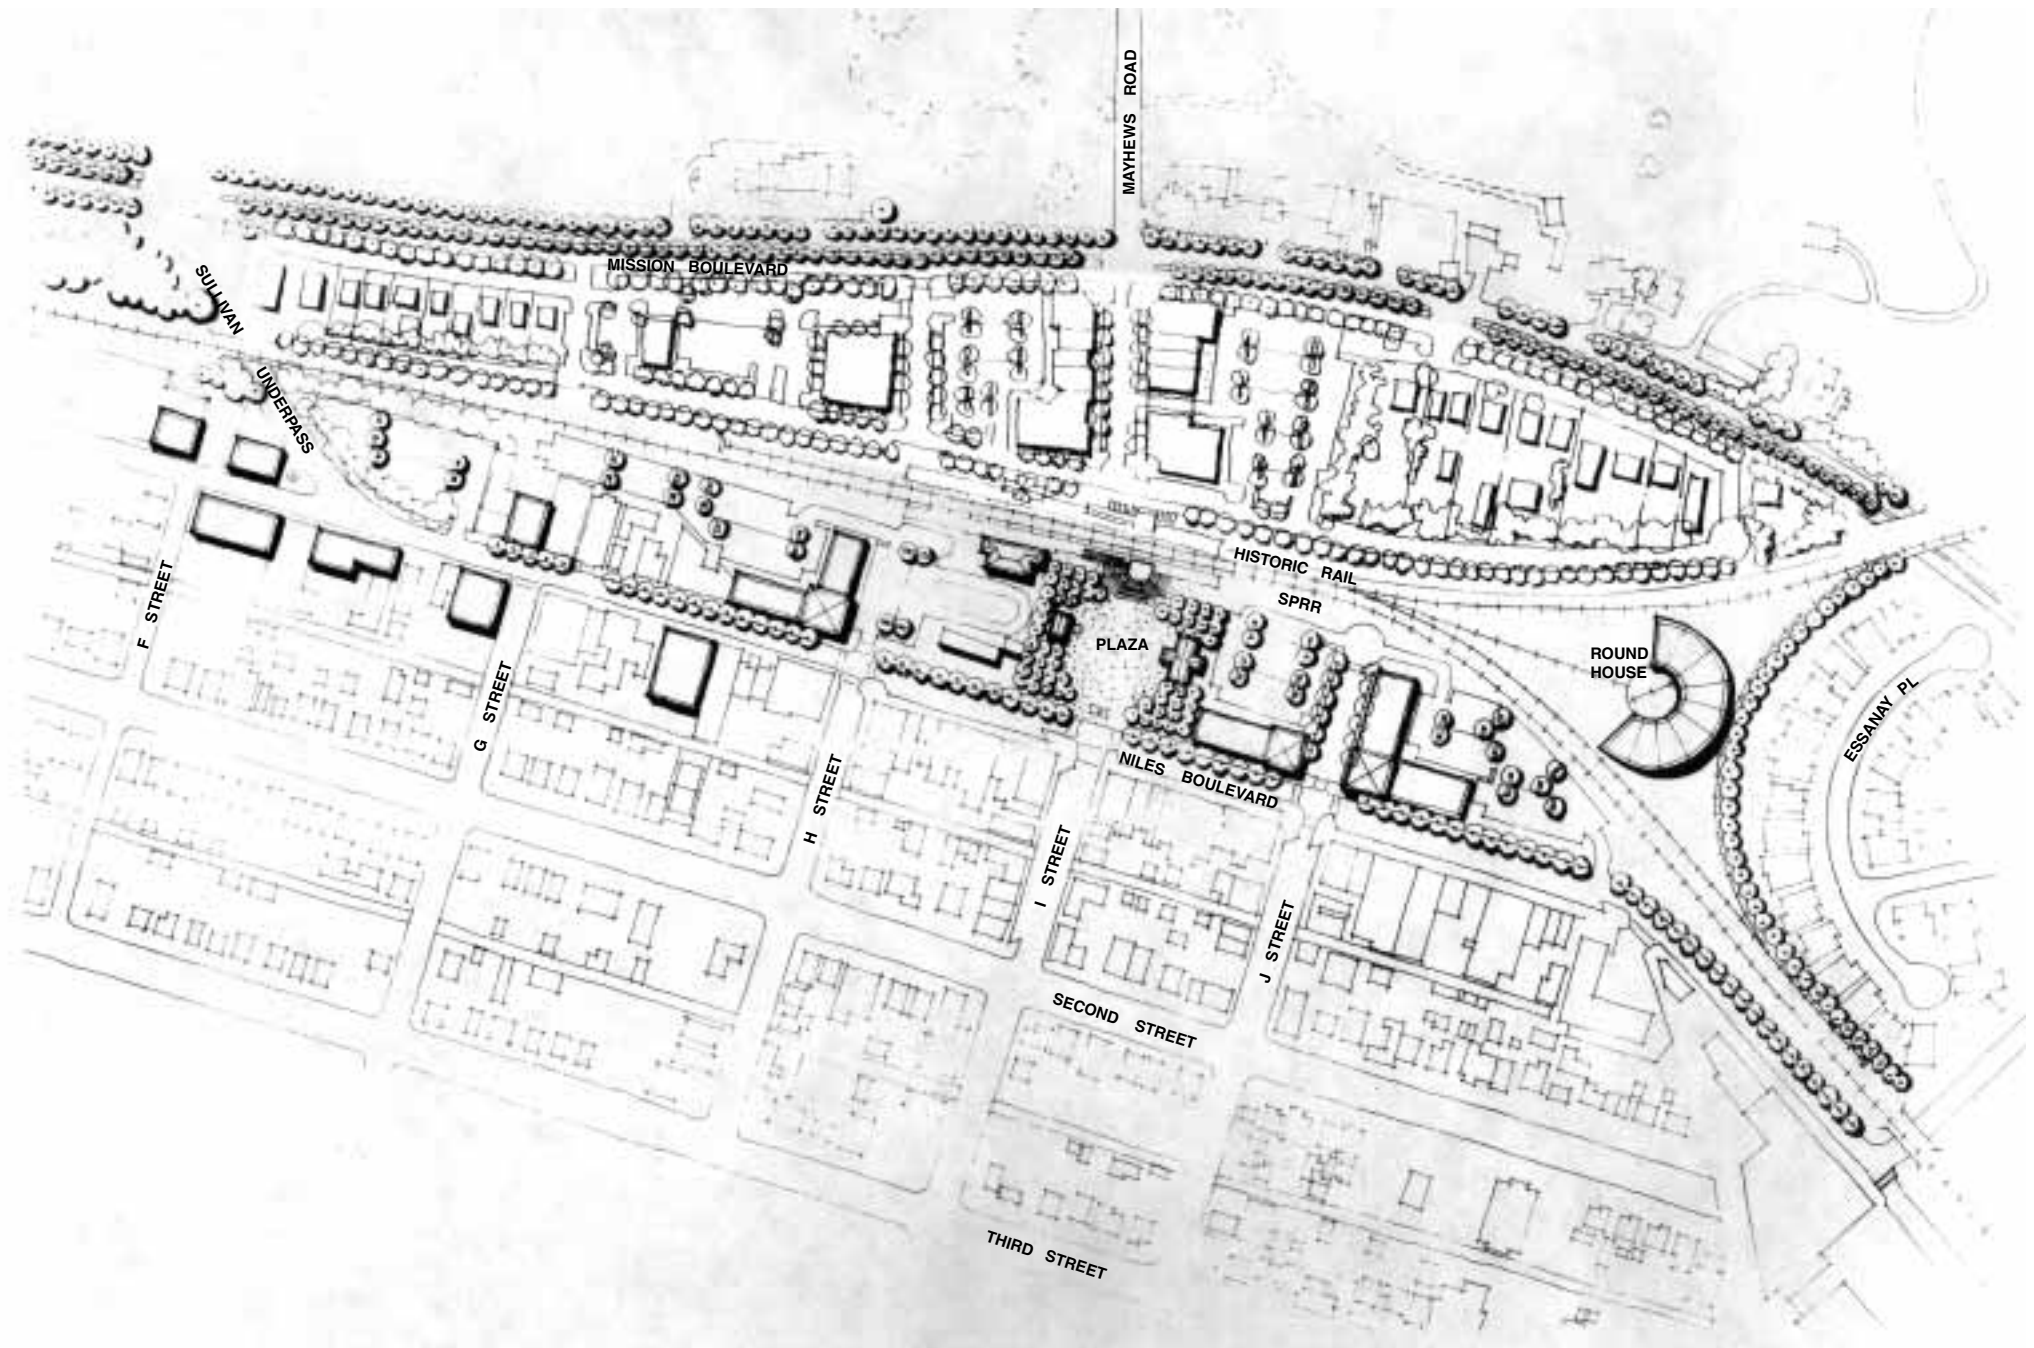 MAYHEWS ROAD
MISSION BOULEVARD
SULLIVAN
UNDERPASS
HISTORIC RAIL
SPRR
PLAZA
ROUND
HOUSE
ESSANAY PL
F STREET
G STREET
H STREET
I STREET
J STREET
NILES BOULEVARD
SECOND STREET
THIRD STREET